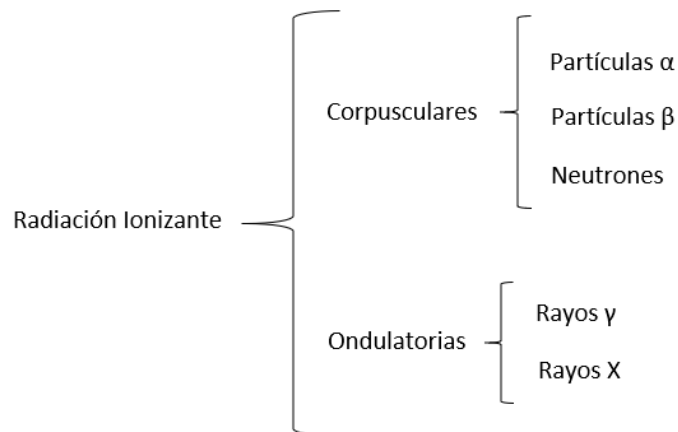 Radiación Ionizante
Corpusculares
Partículas α
Partículas β
Neutrones
Ondulatorias
Rayos γ
Rayos X